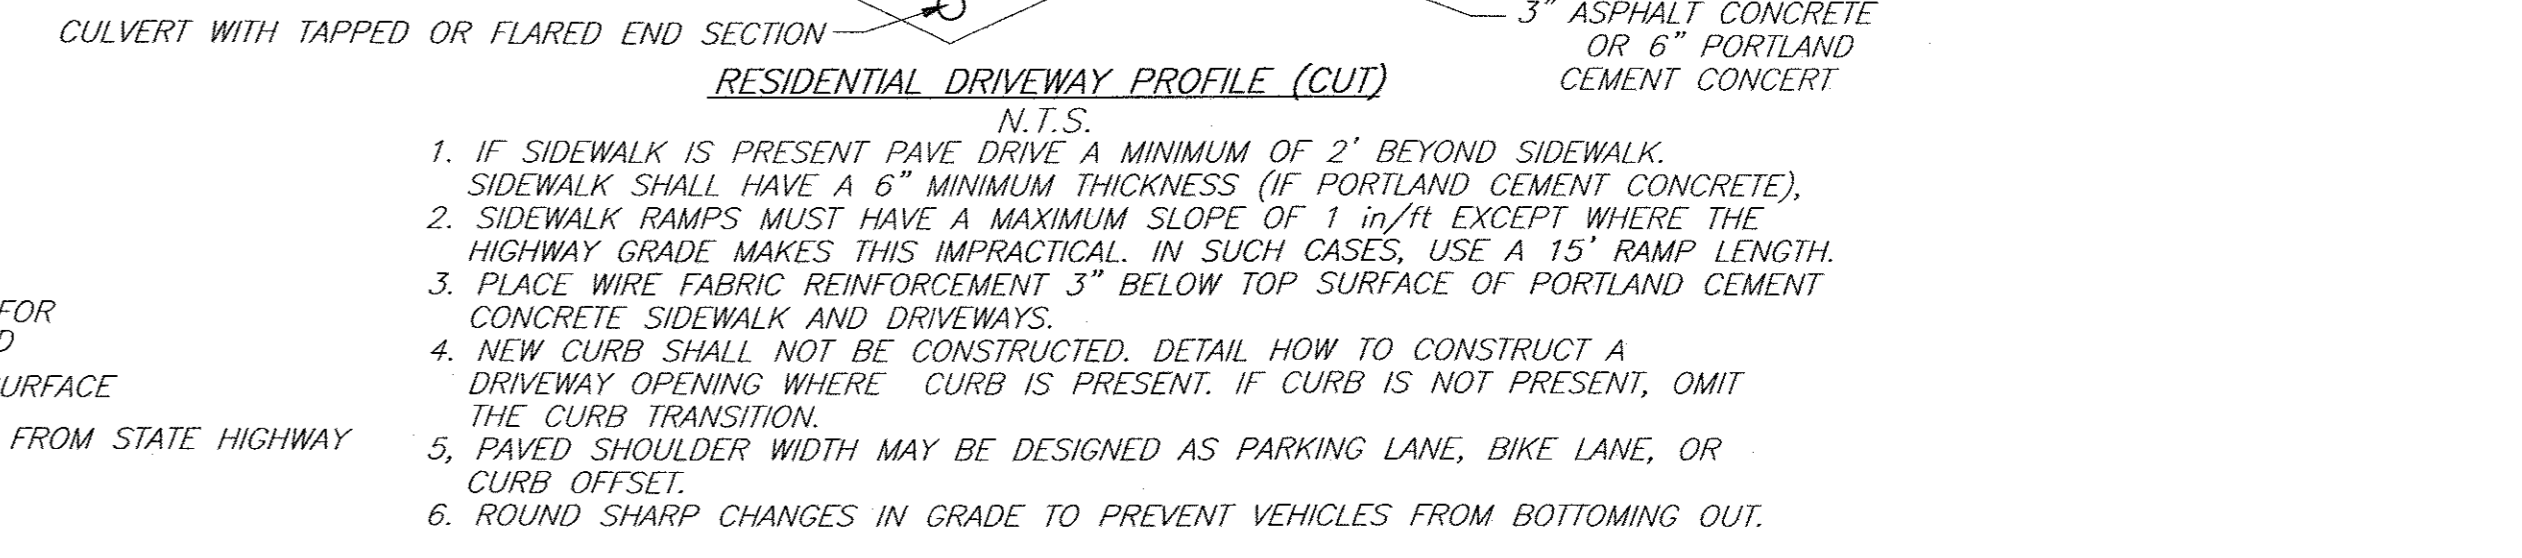 CULVERT WITH TAPPED OR FLARED END SECTION
3" ASPHALT CONCRETE
OR 6" PORTLAND
CEMENT CONCERT
RESIDENTIAL DRIVEWAY PROFILE (CUT)
N.T.S.
1. IF SIDEWALK IS PRESENT PAVE DRIVE A MINIMUM OF 2' BEYOND SIDEWALK.
SIDEWALK SHALL HAVE A 6" MINIMUM THICKNESS (IF PORTLAND CEMENT CONCRETE),
2. SIDEWALK RAMPS MUST HAVE A MAXIMUM SLOPE OF 1 in/ft EXCEPT WHERE THE
HIGHWAY GRADE MAKES THIS IMPRACTICAL. IN SUCH CASES, USE A 15' RAMP LENGTH.
3. PLACE WIRE FABRIC REINFORCEMENT 3" BELOW TOP SURFACE OF PORTLAND CEMENT
CONCRETE SIDEWALK AND DRIVEWAYS.
4. NEW CURB SHALL NOT BE CONSTRUCTED. DETAIL HOW TO CONSTRUCT A
DRIVEWAY OPENING WHERE CURB IS PRESENT. IF CURB IS NOT PRESENT, OMIT
THE CURB TRANSITION.
5, PAVED SHOULDER WIDTH MAY BE DESIGNED AS PARKING LANE, BIKE LANE, OR
CURB OFFSET.
6. ROUND SHARP CHANGES IN GRADE TO PREVENT VEHICLES FROM BOTTOMING OUT.
FOR
D
URFACE
FROM STATE HIGHWAY